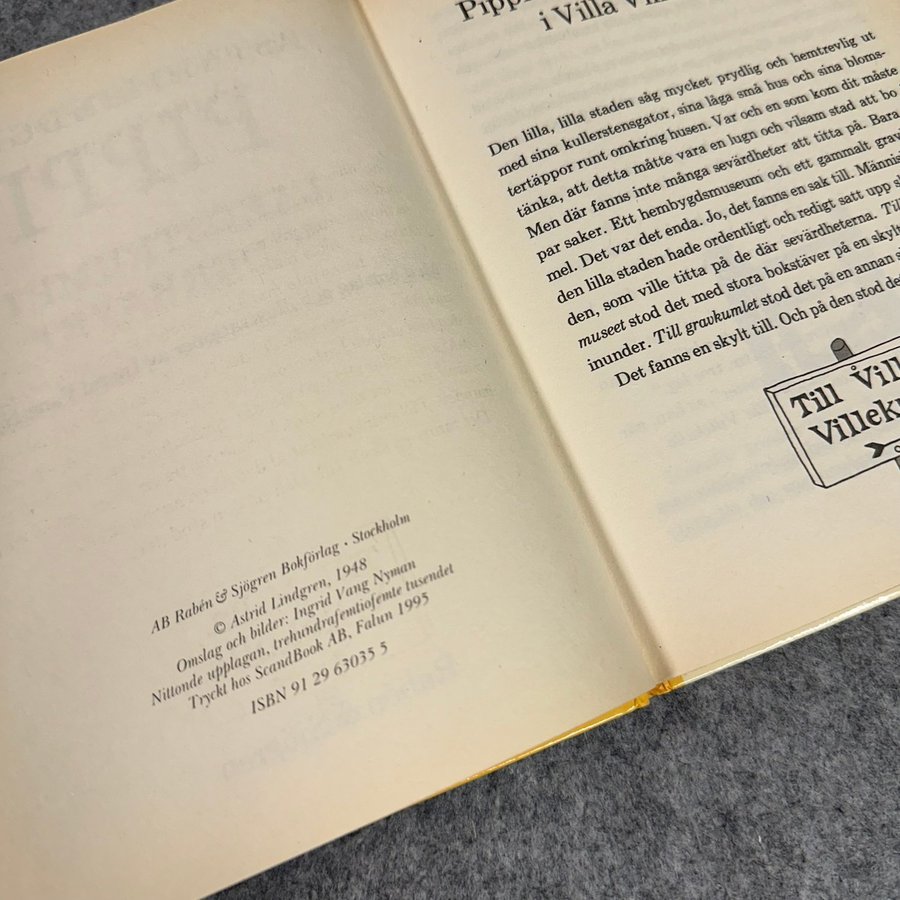 AB Rabén & Sjögren Bokförlag · Stockholm
© Astrid Lindgren, 1948
Omslag och bilder: Ingrid Vang Nyman
Nittonde upplagan, trehundrafemtiofemte tusendet
Tryckt hos ScandBook AB, Falun 1995
ISBN 91 29 63035 5
i Villa
Den lilla, lilla staden såg mycket prydlig och hemtrevlig ut
med sina kullerstensgator, sina låga små hus och sina bloms-
tertäppor runt omkring husen. Var och en som kom dit måste
tänka, att detta måtte vara en lugn och vilsam stad att bo
Men där fanns inte många sevärdheter att titta på. Bara
par saker. Ett hembygdsmuseum och ett gammalt grav
mel. Det var det enda. Jo, det fanns en sak till. Männis
den lilla staden hade ordentligt och redigt satt upp s
den, som ville titta på de där sevärdheterna. Til
museet stod det med stora bokstäver på en skylt
inunder. Till gravkumlet stod det på en annan s
Det fanns en skylt till. Och på den stod de
Till Vill
Villek